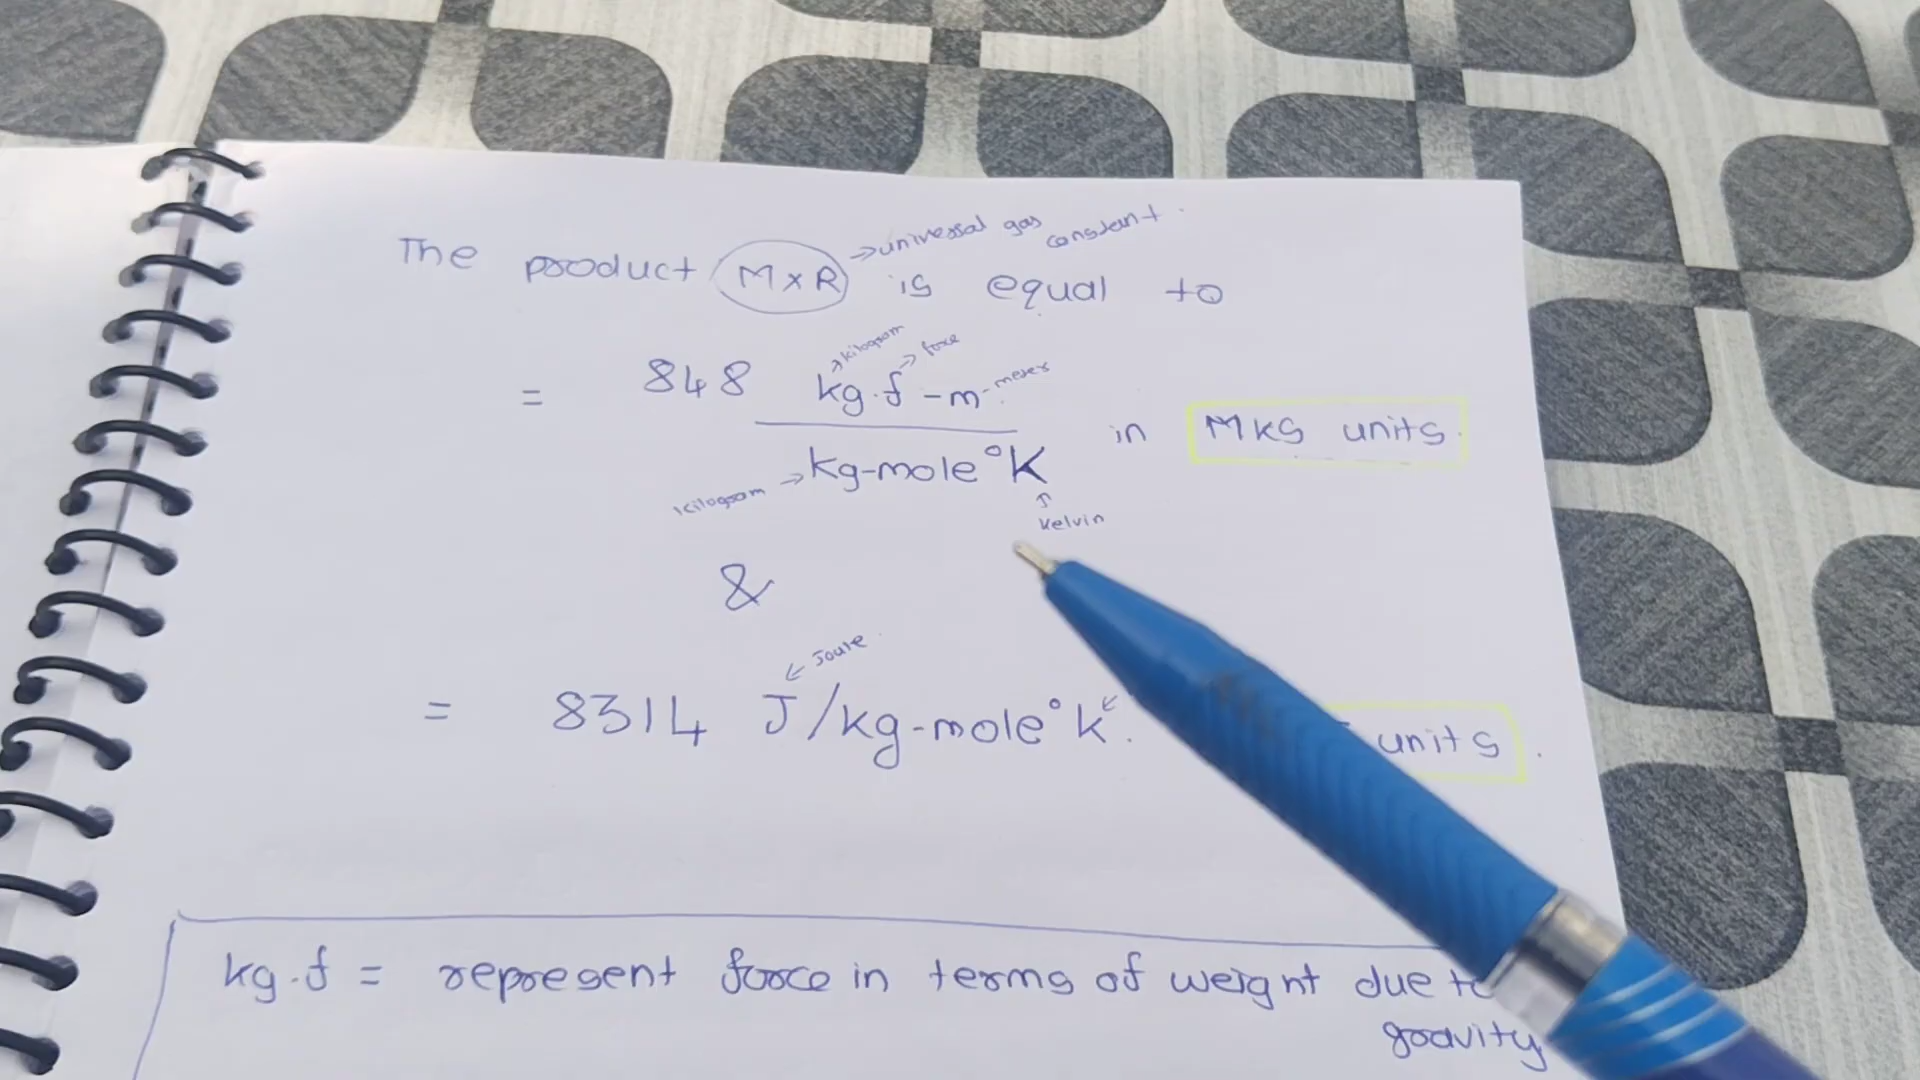 The product M x R → universal gas constant.
is equal to
→ kilogram → force
= 848 kg.f - m - meter
in MKS units.
kilogram → kg-mole °K
↑
Kelvin
&
← Joule
= 8314 J/kg-mole °K. units.
kg.f = represent force in terms of weight due to
gravity